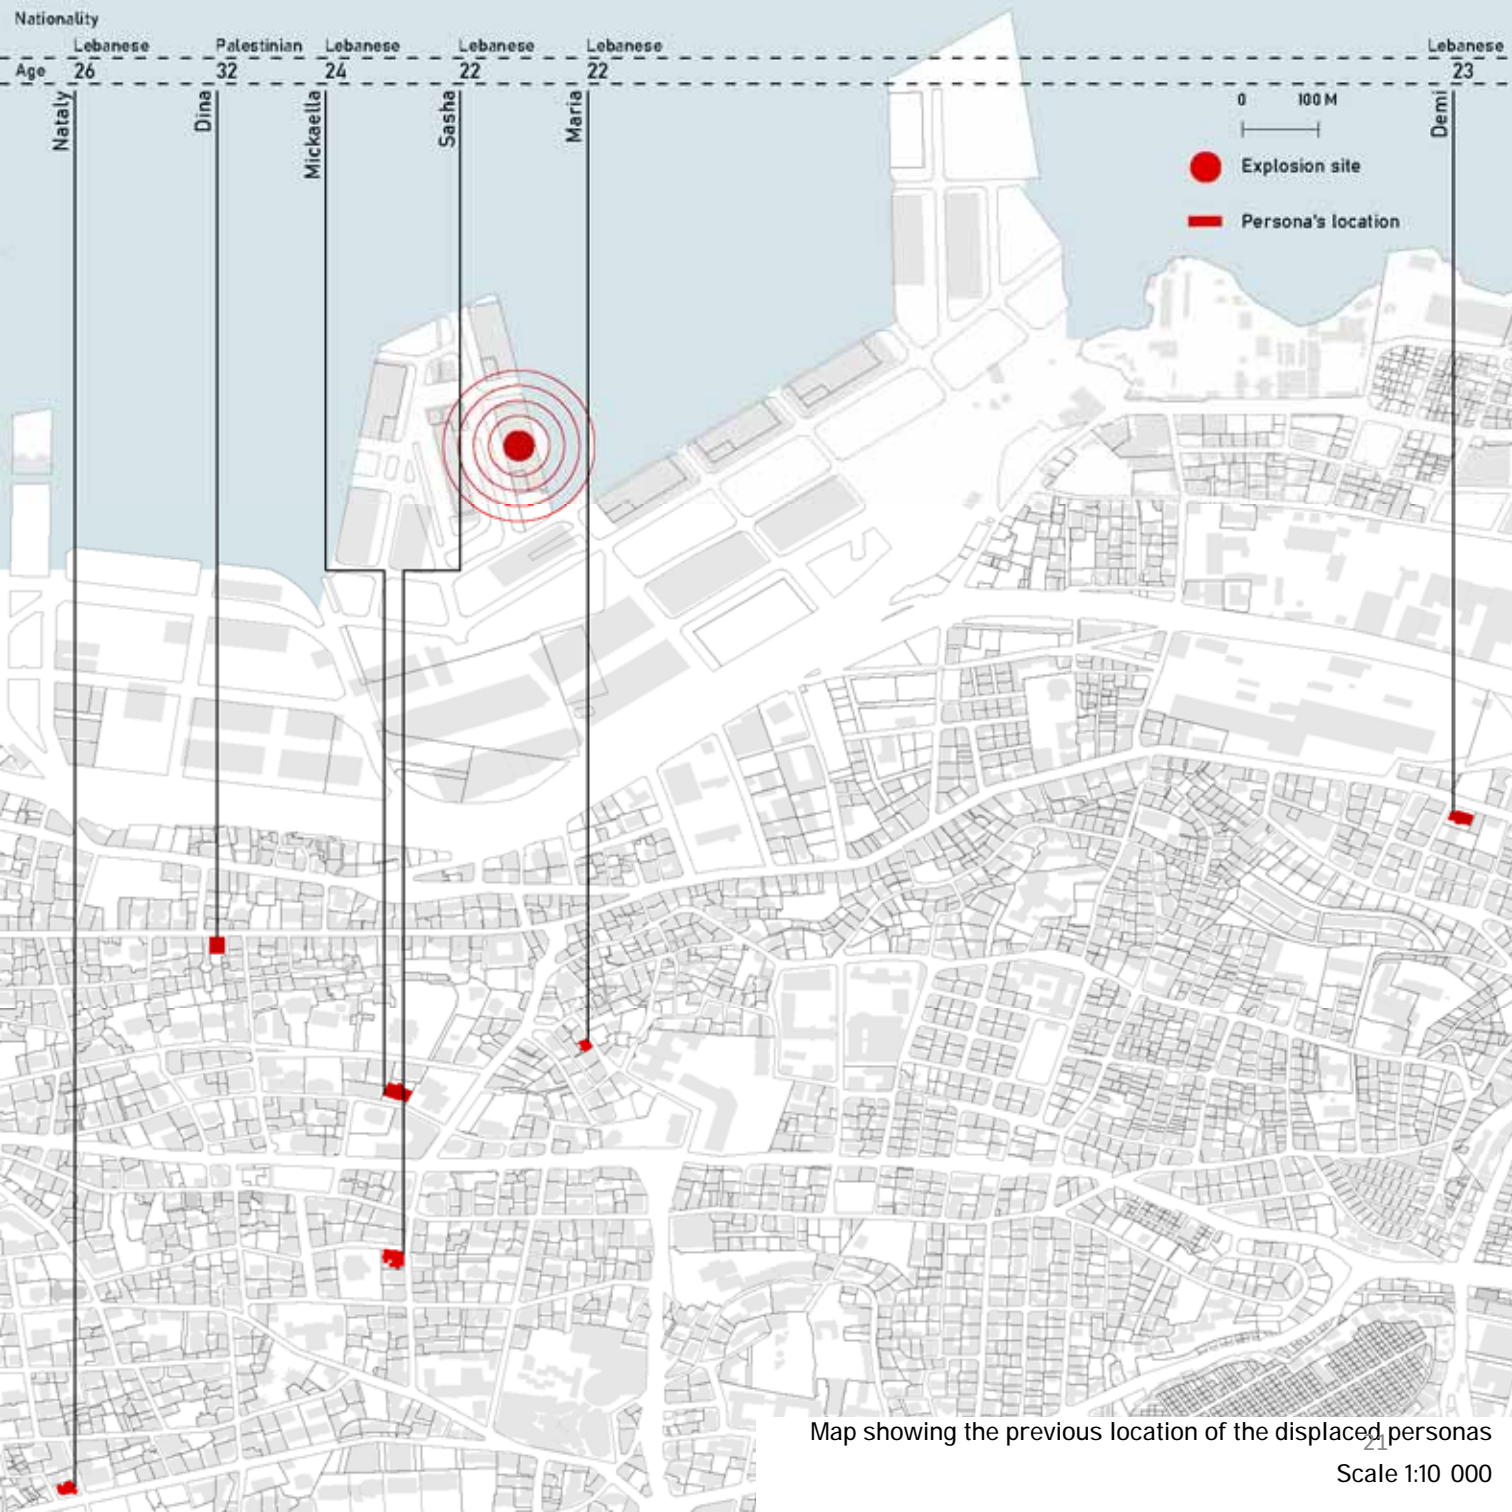 Nationality
Lebanese Palestinian Lebanese Lebanese Lebanese Lebanese
Age 26 32 24 22 22 23
Nataly
Dina
Mickaella
Sasha
Maria
Demi
0 100 M
Explosion site
Persona's location
Map showing the previous location of the displaced personas
21
Scale 1:10 000